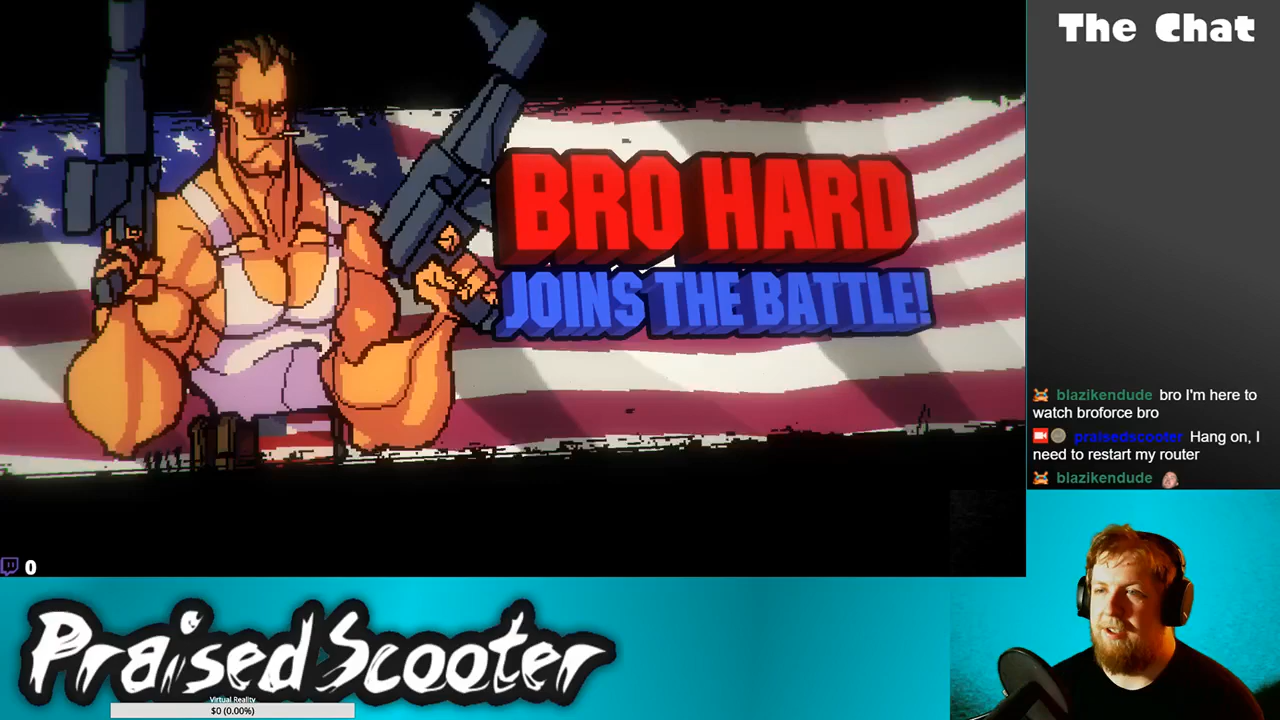 The Chat
BRO HARD
JOINS THE BATTLE!
blazikendude bro I'm here to
watch broforce bro
praisedscooter Hang on, I
need to restart my router
blazikendude
0
PraisedScooter
Virtual Reality
$0 (0.00%)